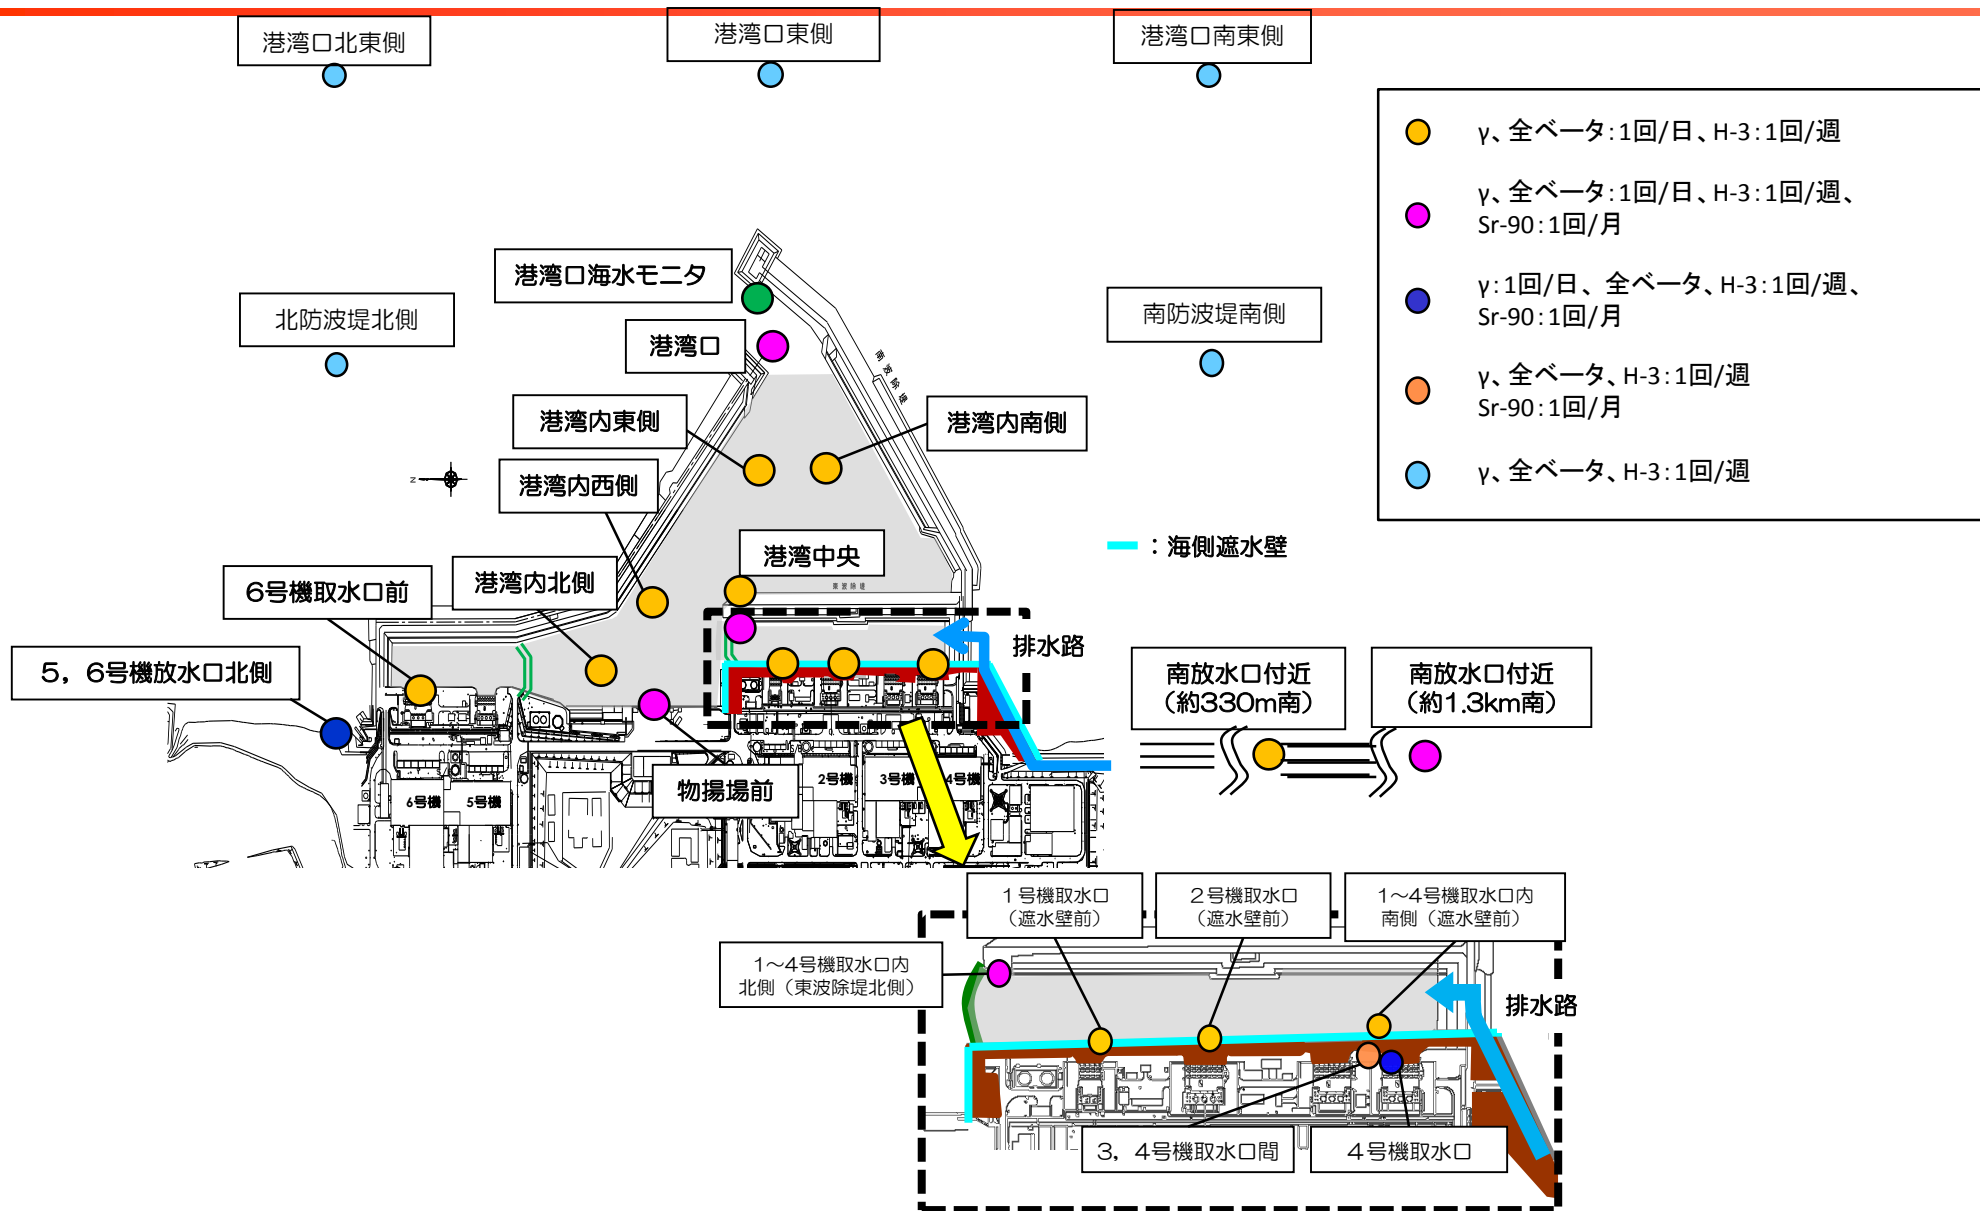 港湾口北東側
港湾口東側
港湾口南東側
γ、全ベータ:1回/日、H-3:1回/週
γ、全ベータ:1回/日、H-3:1回/週、
Sr-90:1回/月
γ:1回/日、全ベータ、H-3:1回/週、
Sr-90:1回/月
γ、全ベータ、H-3:1回/週
Sr-90:1回/月
γ、全ベータ、H-3:1回/週
港湾口海水モニタ
北防波堤北側
港湾口
南防波堤南側
南波除堤
港湾内東側
港湾内南側
Z
港湾内西側
港湾中央
:海側遮水壁
6号機取水口前
港湾内北側
東波除堤
排水路
5，6号機放水口北側
南放水口付近
（約330m南）
南放水口付近
（約1.3km南）
物揚場前
2号機
3号機
4号機
6号機
5号機
1号機取水口
（遮水壁前）
2号機取水口
（遮水壁前）
1～4号機取水口内
南側（遮水壁前）
1～4号機取水口内
北側（東波除堤北側）
排水路
3，4号機取水口間
4号機取水口